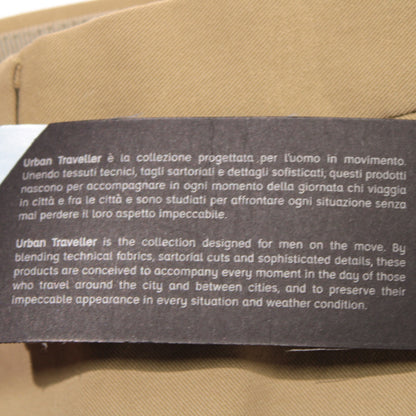 Urban Traveller è la collezione progettata per l'uomo in movimento.
Unendo tessuti tecnici, tagli sartoriali e dettagli sofisticati, questi prodotti
nascono per accompagnare in ogni momento della giornata chi viaggia
in città e fra le città e sono studiati per affrontare ogni situazione senza
mai perdere il loro aspetto impeccabile.
Urban Traveller is the collection designed for men on the move. By
blending technical fabrics, sartorial cuts and sophisticated details, these
products are conceived to accompany every moment in the day of those
who travel around the city and between cities, and to preserve their
impeccable appearance in every situation and weather condition.